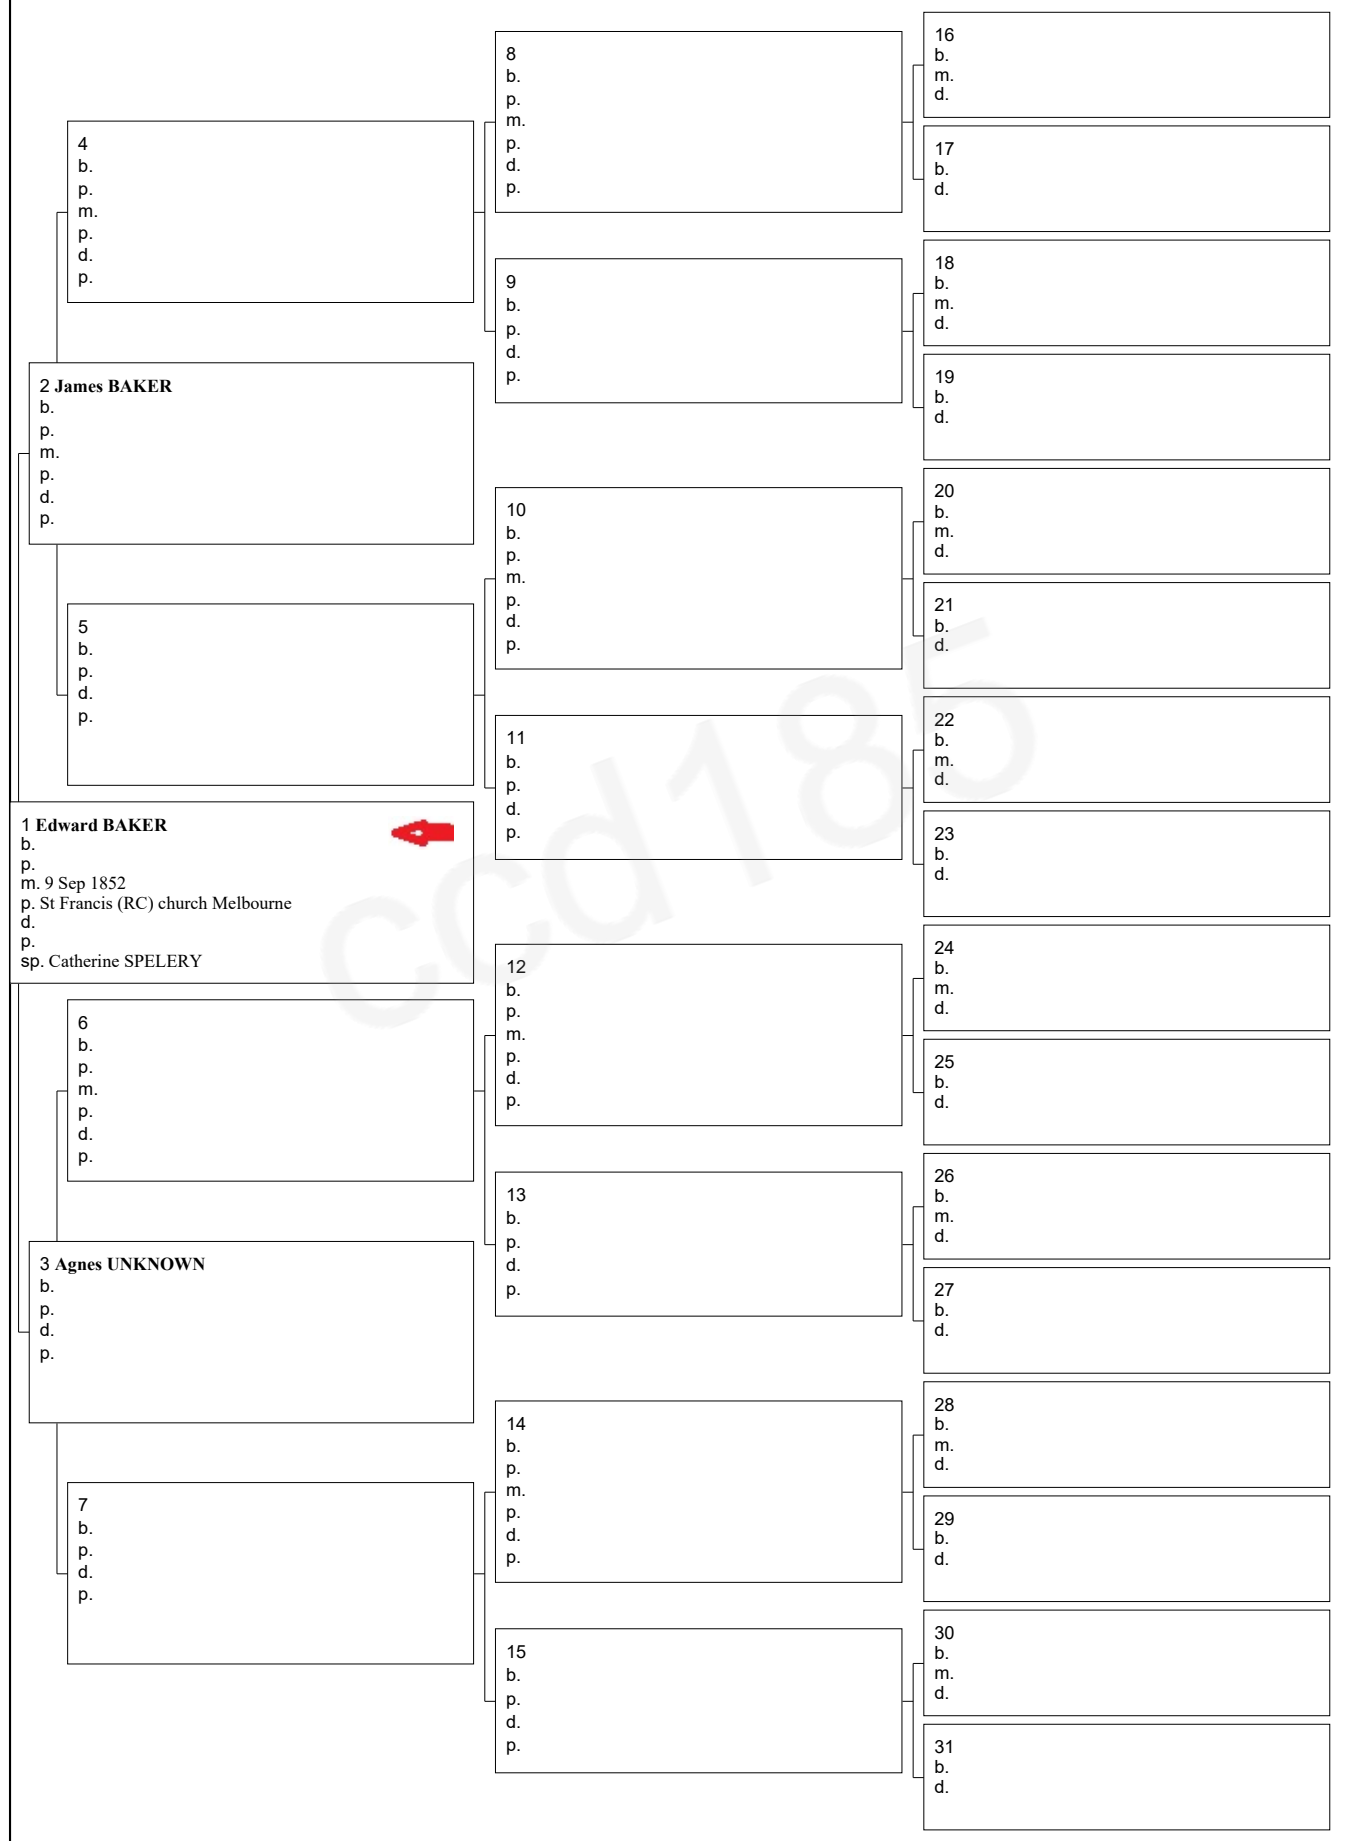 16
b.
m.
d.
8
b.
p.
m.
p.
d.
p.
17
b.
d.
4
b.
p.
m.
p.
d.
p.
18
b.
m.
d.
9
b.
p.
d.
p.
19
b.
d.
2 James BAKER
b.
p.
m.
p.
d.
p.
20
b.
m.
d.
10
b.
p.
m.
p.
d.
p.
21
b.
d.
5
b.
p.
d.
p.
22
b.
m.
d.
11
b.
p.
d.
p.
23
b.
d.
1 Edward BAKER
b.
p.
m. 9 Sep 1852
p. St Francis (RC) church Melbourne
d.
p.
sp. Catherine SPELERY
ccd185
24
b.
m.
d.
12
b.
p.
m.
p.
d.
p.
25
b.
d.
6
b.
p.
m.
p.
d.
p.
26
b.
m.
d.
13
b.
p.
d.
p.
27
b.
d.
3 Agnes UNKNOWN
b.
p.
d.
p.
28
b.
m.
d.
14
b.
p.
m.
p.
d.
p.
29
b.
d.
7
b.
p.
d.
p.
30
b.
m.
d.
15
b.
p.
d.
p.
31
b.
d.